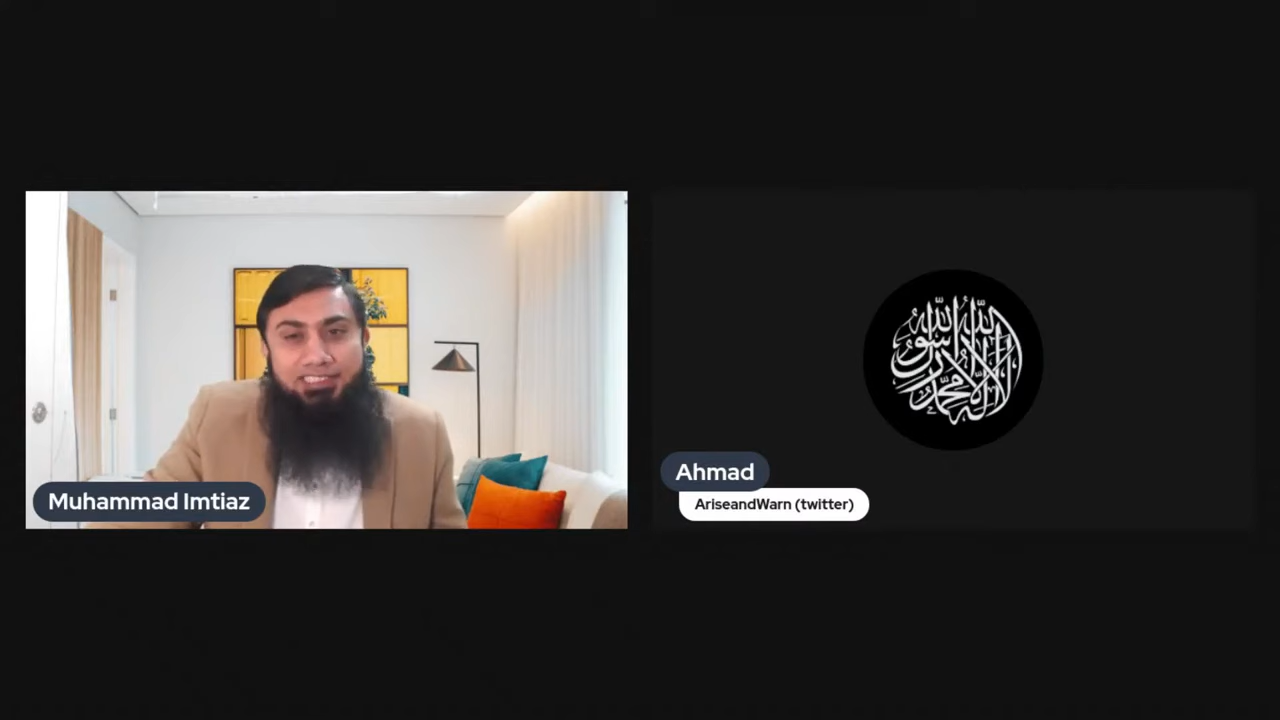 Muhammad Imtiaz
لا إله إلا الله محمد رسول الله
Ahmad
AriseandWarn (twitter)